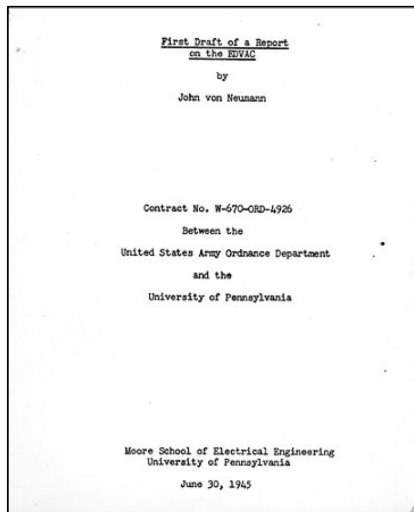 First Draft of a Report
on the EDVAC
by
John von Neumann
Contract No. W-670-ORD-4926
Between the
United States Army Ordnance Department
and the
University of Pennsylvania
Moore School of Electrical Engineering
University of Pennsylvania
June 30, 1945